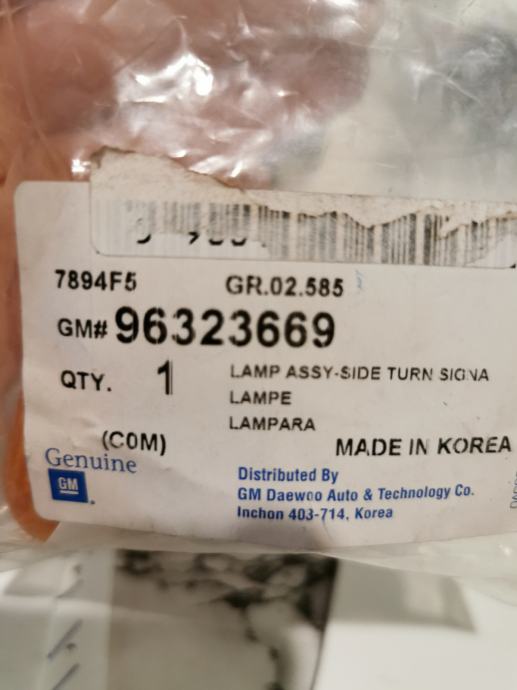 7894F5 GR.02.585
GM# 96323669
QTY. 1 LAMP ASSY-SIDE TURN SIGNA
LAMPE
LAMPARA
(COM) MADE IN KOREA
Genuine
GM
Distributed By
GM Daewoo Auto & Technology Co.
Inchon 403-714, Korea